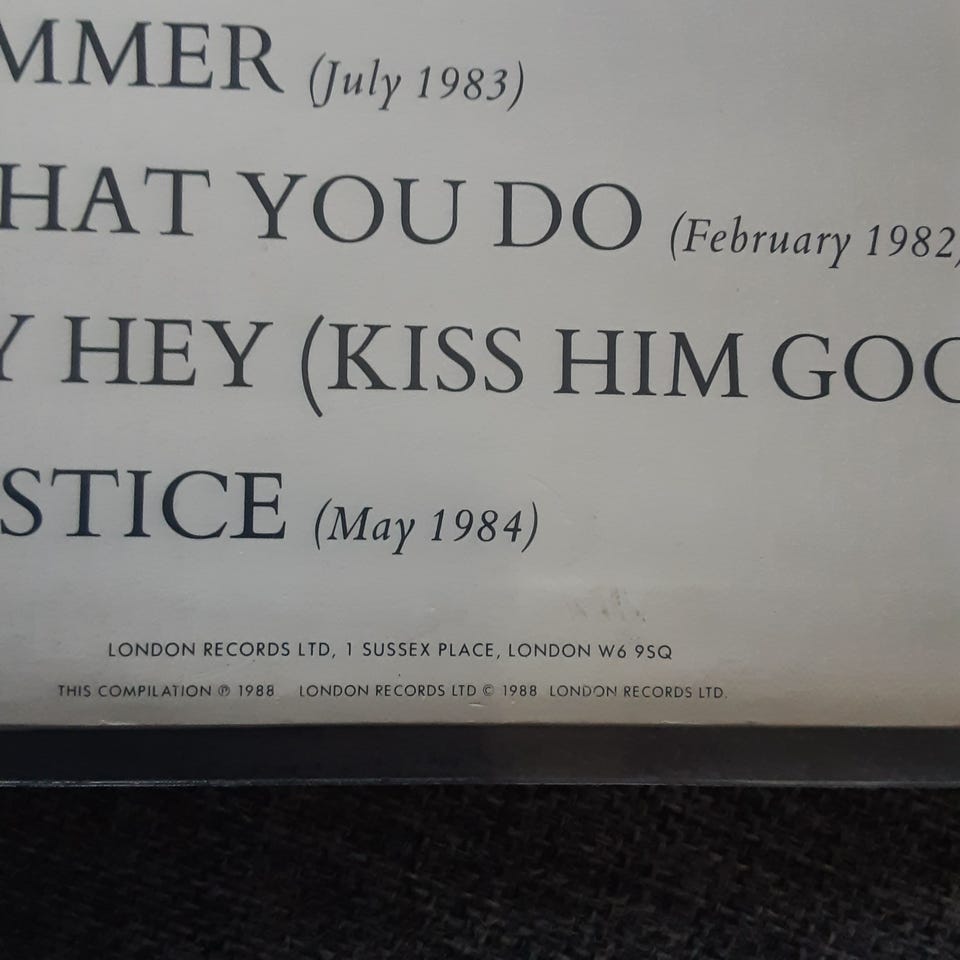 MMER (July 1983)
HAT YOU DO (February 1982)
Y HEY (KISS HIM GOO
STICE (May 1984)
LONDON RECORDS LTD, 1 SUSSEX PLACE, LONDON W6 9SQ
THIS COMPILATION ℗ 1988 LONDON RECORDS LTD © 1988 LONDON RECORDS LTD.